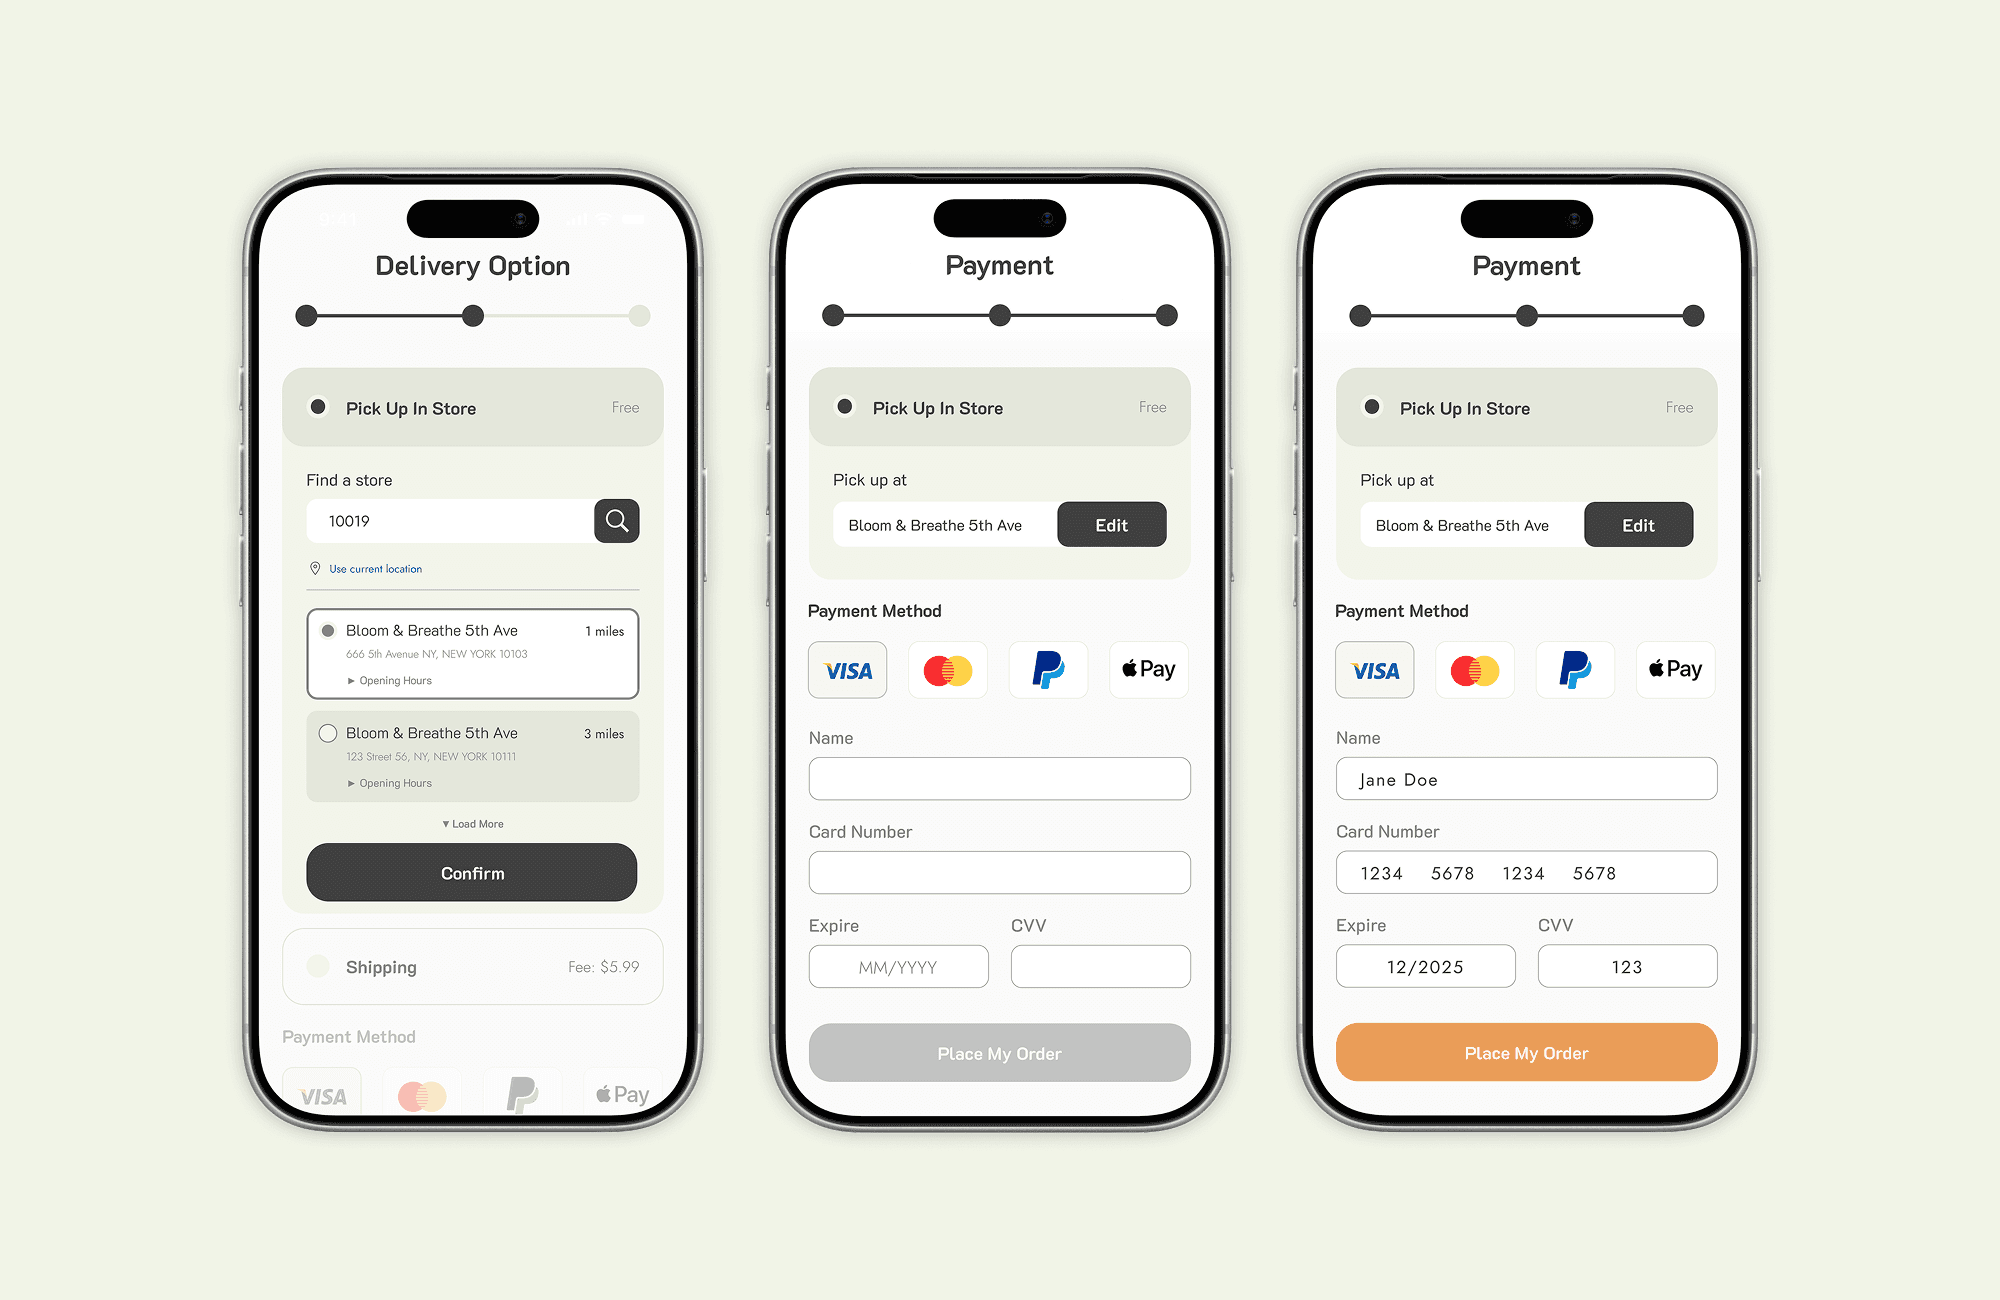 Delivery Option
Pick Up In Store Free
Find a store
10019
Use current location
Bloom & Breathe 5th Ave 1 miles
666 5th Avenue NY, NEW YORK 10103
► Opening Hours
Bloom & Breathe 5th Ave 3 miles
123 Street 56, NY, NEW YORK 10111
► Opening Hours
▼ Load More
Confirm
Shipping Fee: $5.99
Payment Method
VISA Pay
Payment
Pick Up In Store Free
Pick up at
Bloom & Breathe 5th Ave Edit
Payment Method
VISA Pay
Name
Card Number
Expire CVV
MM/YYYY
Place My Order
Payment
Pick Up In Store Free
Pick up at
Bloom & Breathe 5th Ave Edit
Payment Method
VISA Pay
Name
Jane Doe
Card Number
1234 5678 1234 5678
Expire CVV
12/2025 123
Place My Order